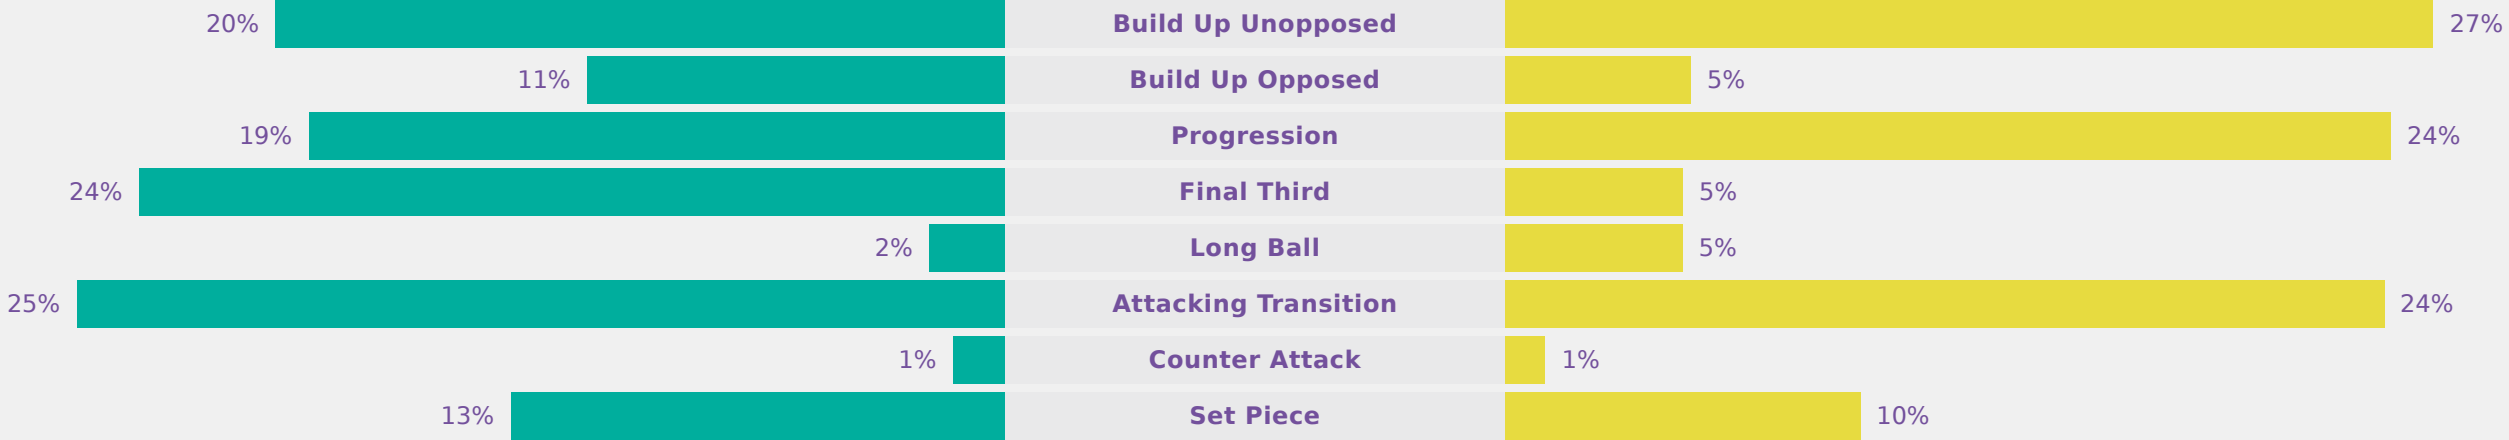 20% Build Up Unopposed 27%
11% Build Up Opposed 5%
19% Progression 24%
24% Final Third 5%
2% Long Ball 5%
25% Attacking Transition 24%
1% Counter Attack 1%
13% Set Piece 10%